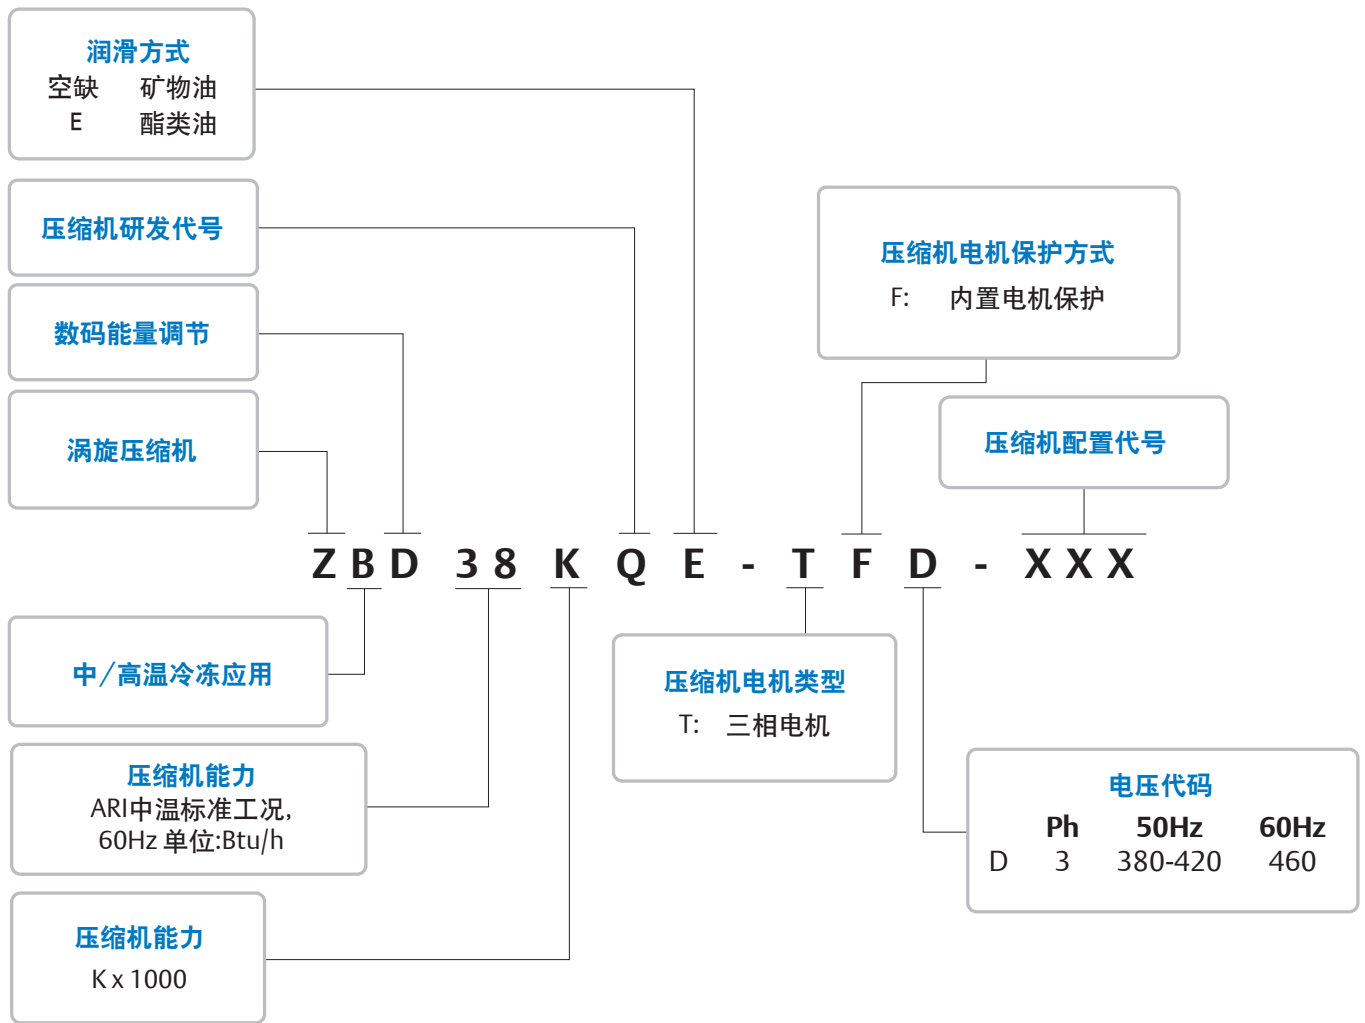 润滑方式
空缺 矿物油
E 酯类油
压缩机研发代号
数码能量调节
涡旋压缩机
压缩机电机保护方式
F: 内置电机保护
压缩机配置代号
ZBD 38 K Q E - T F D - XXX
中/高温冷冻应用
压缩机能力
ARI中温标准工况,
60Hz 单位:Btu/h
压缩机能力
K x 1000
压缩机电机类型
T: 三相电机
电压代码
Ph 50Hz 60Hz
D 3 380-420 460